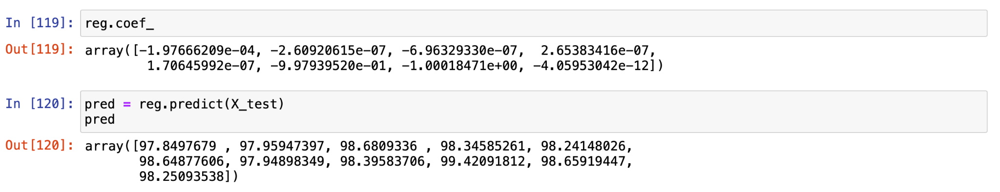 In [119]: reg.coef_
Out[119]: array([-1.97666209e-04, -2.60920615e-07, -6.96329330e-07,  2.65383416e-07,
        1.70645992e-07, -9.97939520e-01, -1.00018471e+00, -4.05953042e-12])
In [120]: pred = reg.predict(X_test)
pred
Out[120]: array([97.8497679 , 97.95947397, 98.6809336 , 98.34585261, 98.24148026,
       98.64877606, 97.94898349, 98.39583706, 99.42091812, 98.65919447,
       98.25093538])